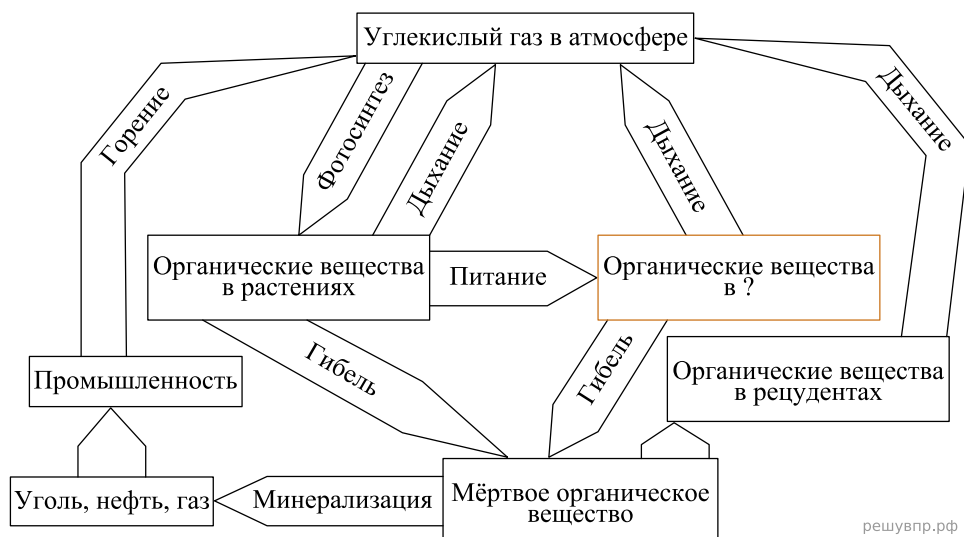 Углекислый газ в атмосфере
Горение
Фотосинтез
Дыхание
Дыхание
Дыхание
Органические вещества
в растениях
Питание
Органические вещества
в ?
Гибель
Гибель
Промышленность
Органические вещества
в рецудентах
Уголь, нефть, газ
Минерализация
Мёртвое органическое
вещество
решувпр.рф